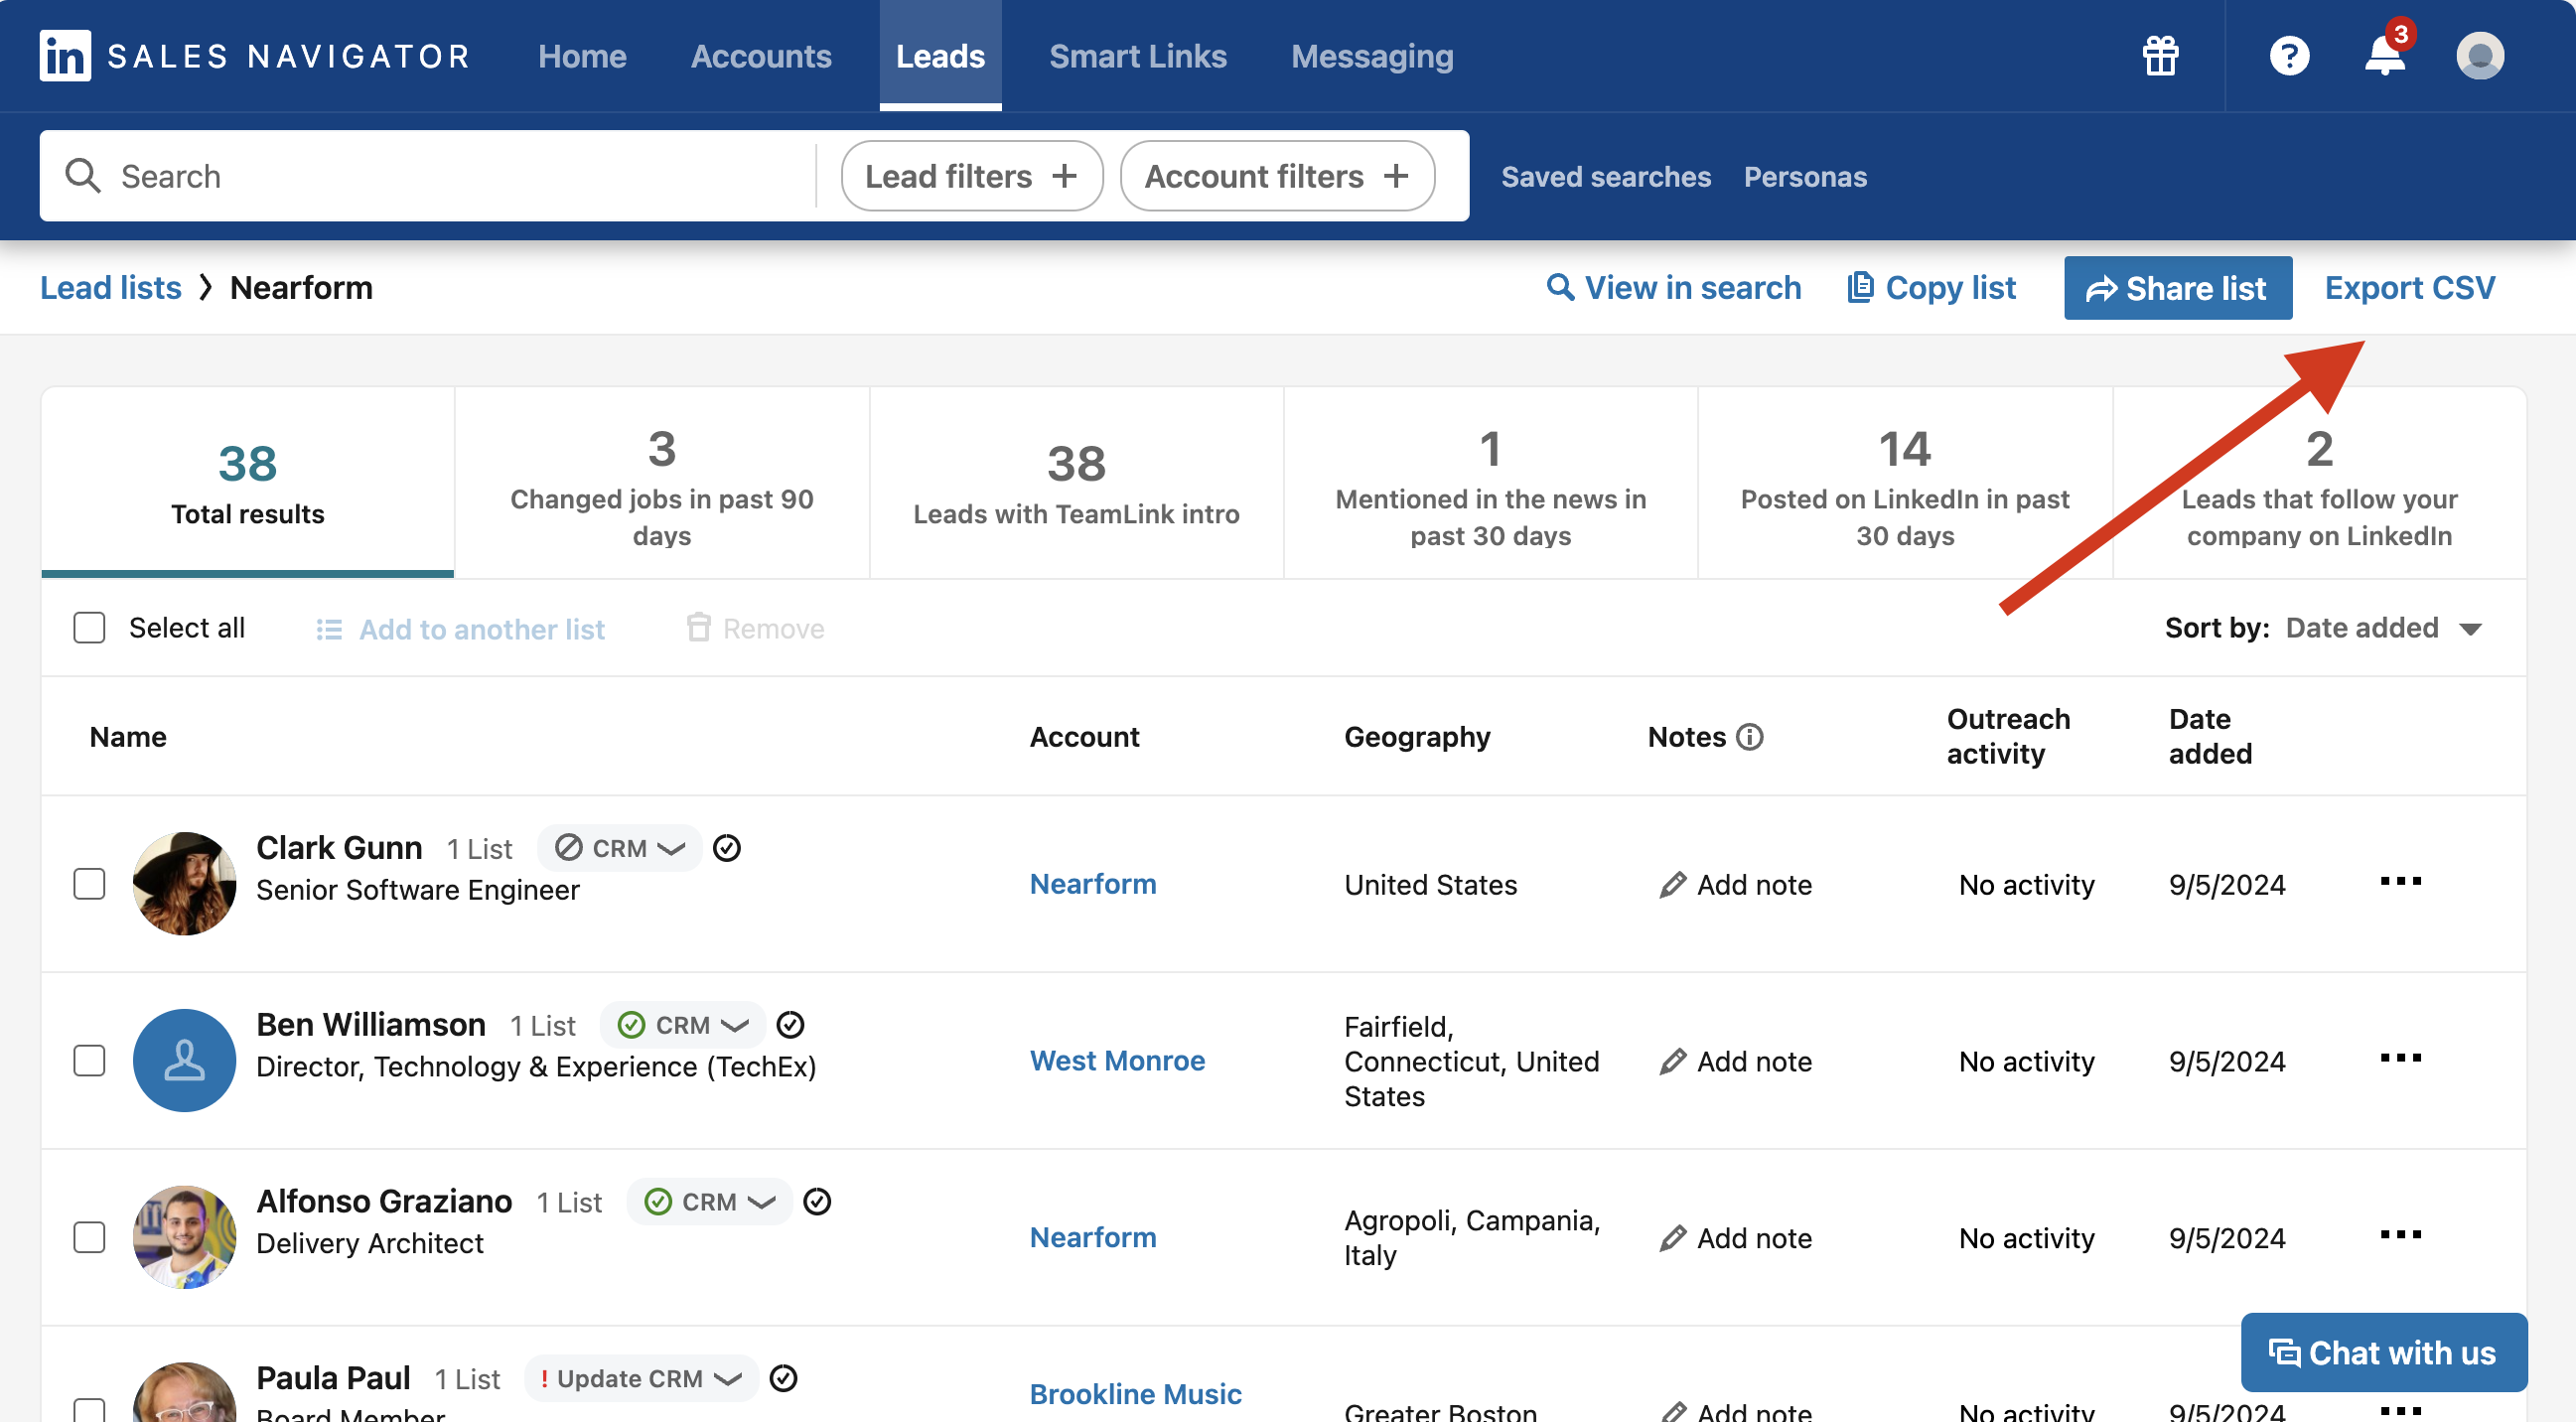 in SALES NAVIGATOR Home Accounts Leads Smart Links Messaging ? 3
Search Lead filters + Account filters + Saved searches Personas
Lead lists > Nearform View in search Copy list Share list Export CSV
38
Total results
3
Changed jobs in past 90
days
38
Leads with TeamLink intro
1
Mentioned in the news in
past 30 days
14
Posted on LinkedIn in past
30 days
2
Leads that follow your
company on LinkedIn
Select all Add to another list Remove Sort by: Date added
Name Account Geography Notes Outreach activity Date added
Clark Gunn 1 List CRM
Senior Software Engineer
Nearform
United States
Add note
No activity
9/5/2024
Ben Williamson 1 List CRM
Director, Technology & Experience (TechEx)
West Monroe
Fairfield,
Connecticut, United
States
Add note
No activity
9/5/2024
Alfonso Graziano 1 List CRM
Delivery Architect
Nearform
Agropoli, Campania,
Italy
Add note
No activity
9/5/2024
Paula Paul 1 List ! Update CRM
Board Member
Brookline Music
Greater Boston
Add note
No activity
9/5/2024
Chat with us